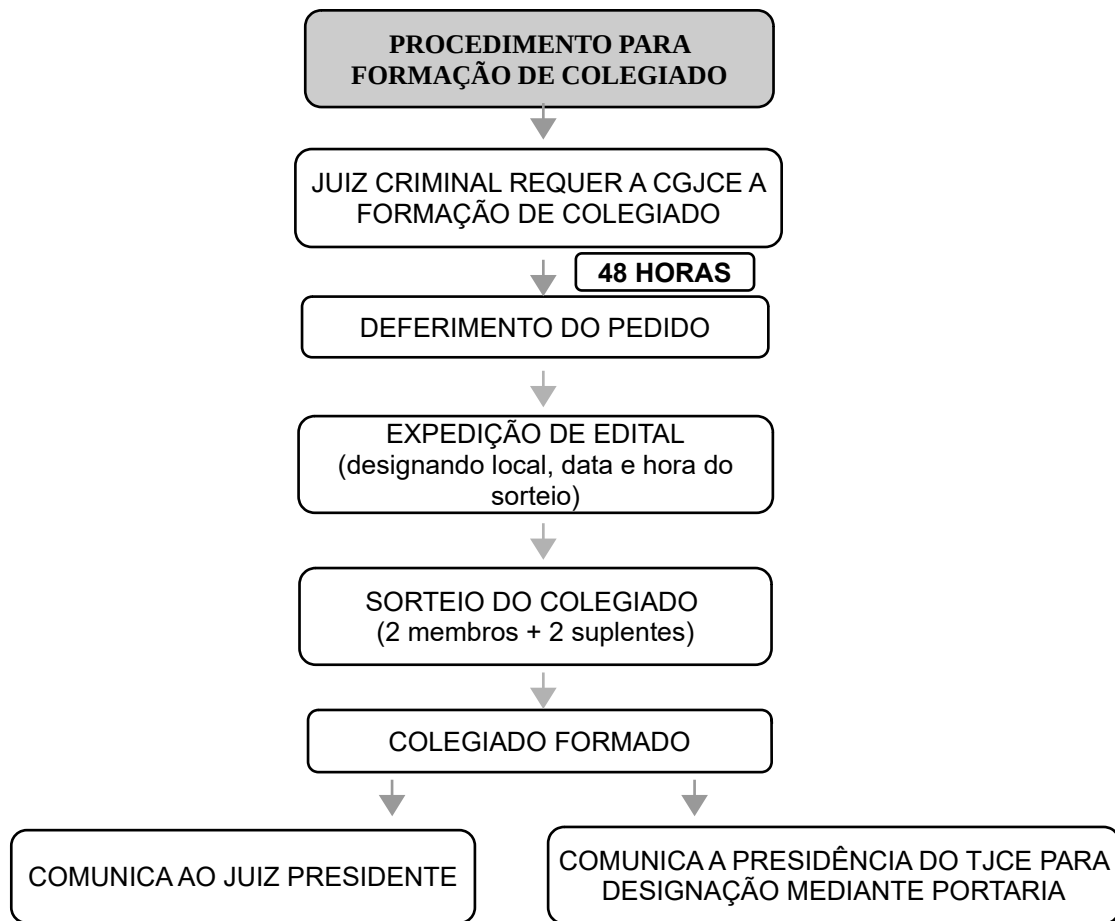 PROCEDIMENTO PARA
FORMAÇÃO DE COLEGIADO
JUIZ CRIMINAL REQUER A CGJCE A
FORMAÇÃO DE COLEGIADO
48 HORAS
DEFERIMENTO DO PEDIDO
EXPEDIÇÃO DE EDITAL
(designando local, data e hora do
sorteio)
SORTEIO DO COLEGIADO
(2 membros + 2 suplentes)
COLEGIADO FORMADO
COMUNICA AO JUIZ PRESIDENTE
COMUNICA A PRESIDÊNCIA DO TJCE PARA
DESIGNAÇÃO MEDIANTE PORTARIA